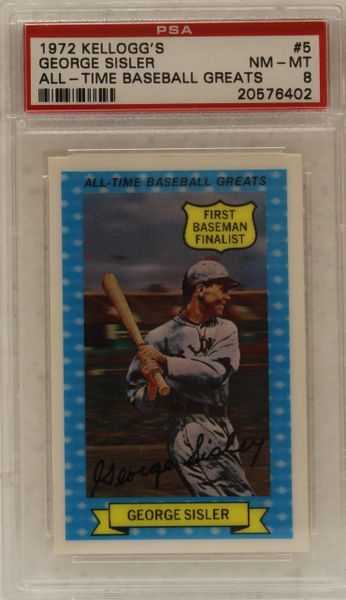 PSA
1972 KELLOGG'S #5
GEORGE SISLER NM-MT
ALL-TIME BASEBALL GREATS 8
20576402
ALL-TIME BASEBALL GREATS
FIRST
BASEMAN
FINALIST
George Sisler
GEORGE SISLER